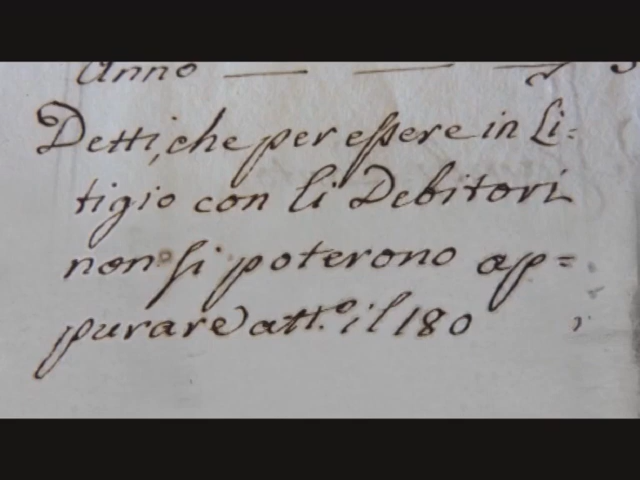 Anno
Detti, che per essere in Li-
tigio con li Debitori
non si poterono ap=
purare att.º il 180